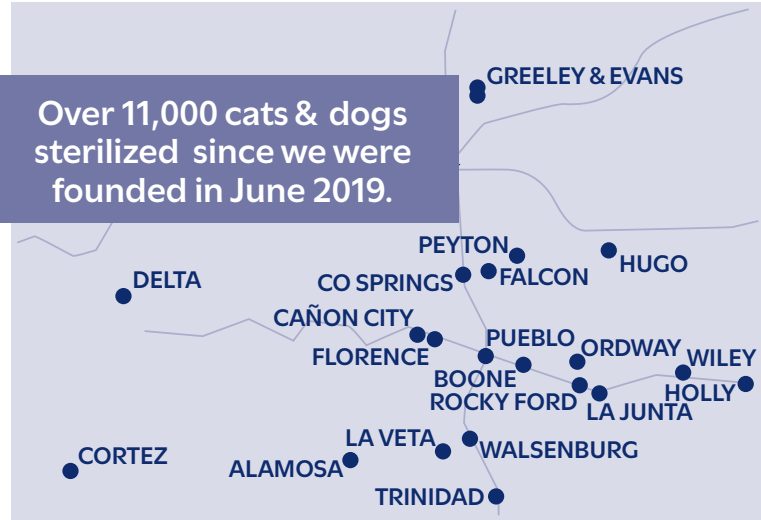 GREELEY & EVANS
Over 11,000 cats & dogs
sterilized since we were
founded in June 2019.
PEYTON
HUGO
DELTA
CO SPRINGS
FALCON
CAÑON CITY
PUEBLO
ORDWAY
WILEY
FLORENCE
BOONE
HOLLY
ROCKY FORD
LA JUNTA
LA VETA
WALSENBURG
CORTEZ
ALAMOSA
TRINIDAD